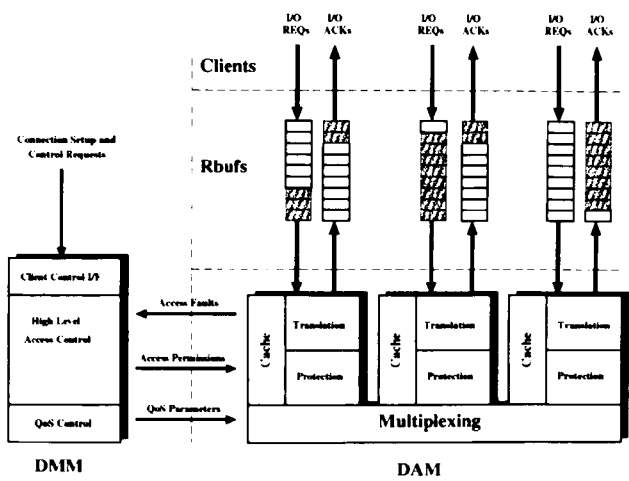 I/O REQs
I/O ACKs
I/O REQs
I/O ACKs
I/O REQs
I/O ACKs
Clients
Connection Setup and
Control Requests
Rbufs
Client Control I/F
High Level
Access Control
QoS Control
DMM
Access Faults
Access Permissions
QoS Parameters
Cache
Translation
Protection
Cache
Translation
Protection
Cache
Translation
Protection
Multiplexing
DAM